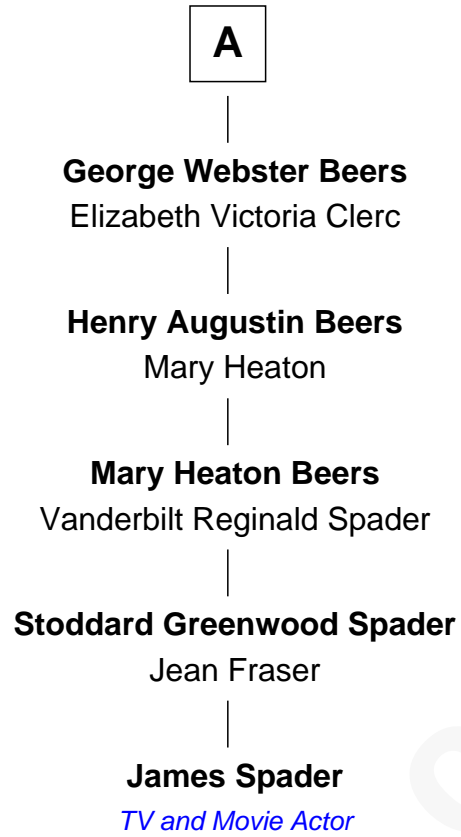 A
George Webster Beers
Elizabeth Victoria Clerc
Henry Augustin Beers
Mary Heaton
Mary Heaton Beers
Vanderbilt Reginald Spader
Stoddard Greenwood Spader
Jean Fraser
James Spader
TV and Movie Actor